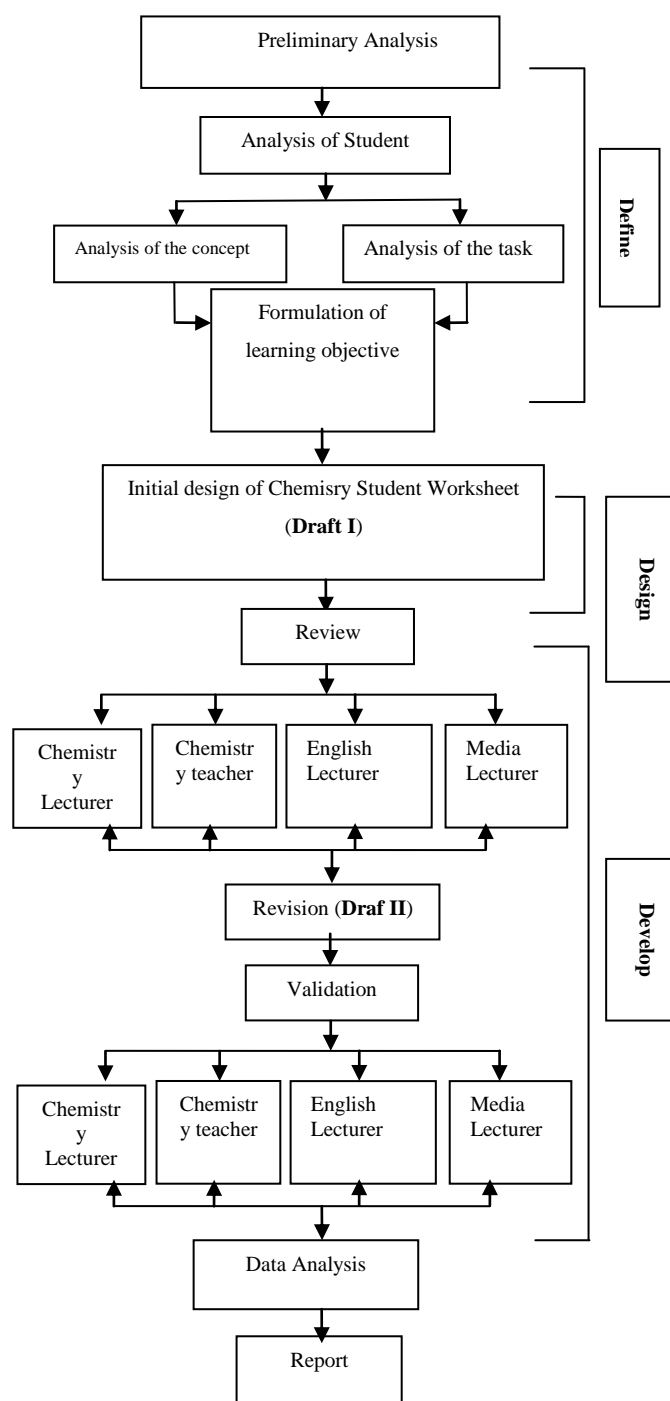 Preliminary Analysis
Analysis of Student
Analysis of the concept
Analysis of the task
Define
Formulation of
learning objective
Initial design of Chemisry Student Worksheet
(Draft I)
Design
Review
Chemistr
y
Lecturer
Chemistr
y teacher
English
Lecturer
Media
Lecturer
Revision (Draf II)
Develop
Validation
Chemistr
y
Lecturer
Chemistr
y teacher
English
Lecturer
Media
Lecturer
Data Analysis
Report